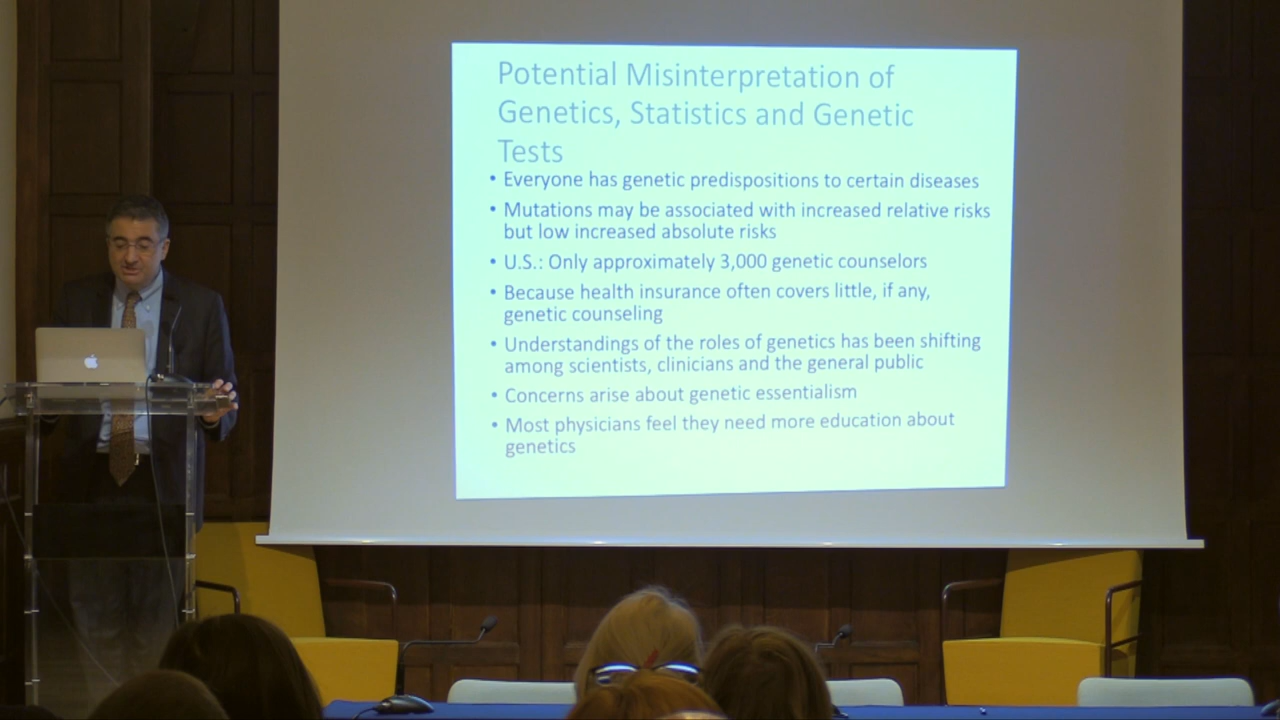 Potential Misinterpretation of
Genetics, Statistics and Genetic
Tests
• Everyone has genetic predispositions to certain diseases
• Mutations may be associated with increased relative risks
but low increased absolute risks
• U.S.: Only approximately 3,000 genetic counselors
• Because health insurance often covers little, if any,
genetic counseling
• Understandings of the roles of genetics has been shifting
among scientists, clinicians and the general public
• Concerns arise about genetic essentialism
• Most physicians feel they need more education about
genetics